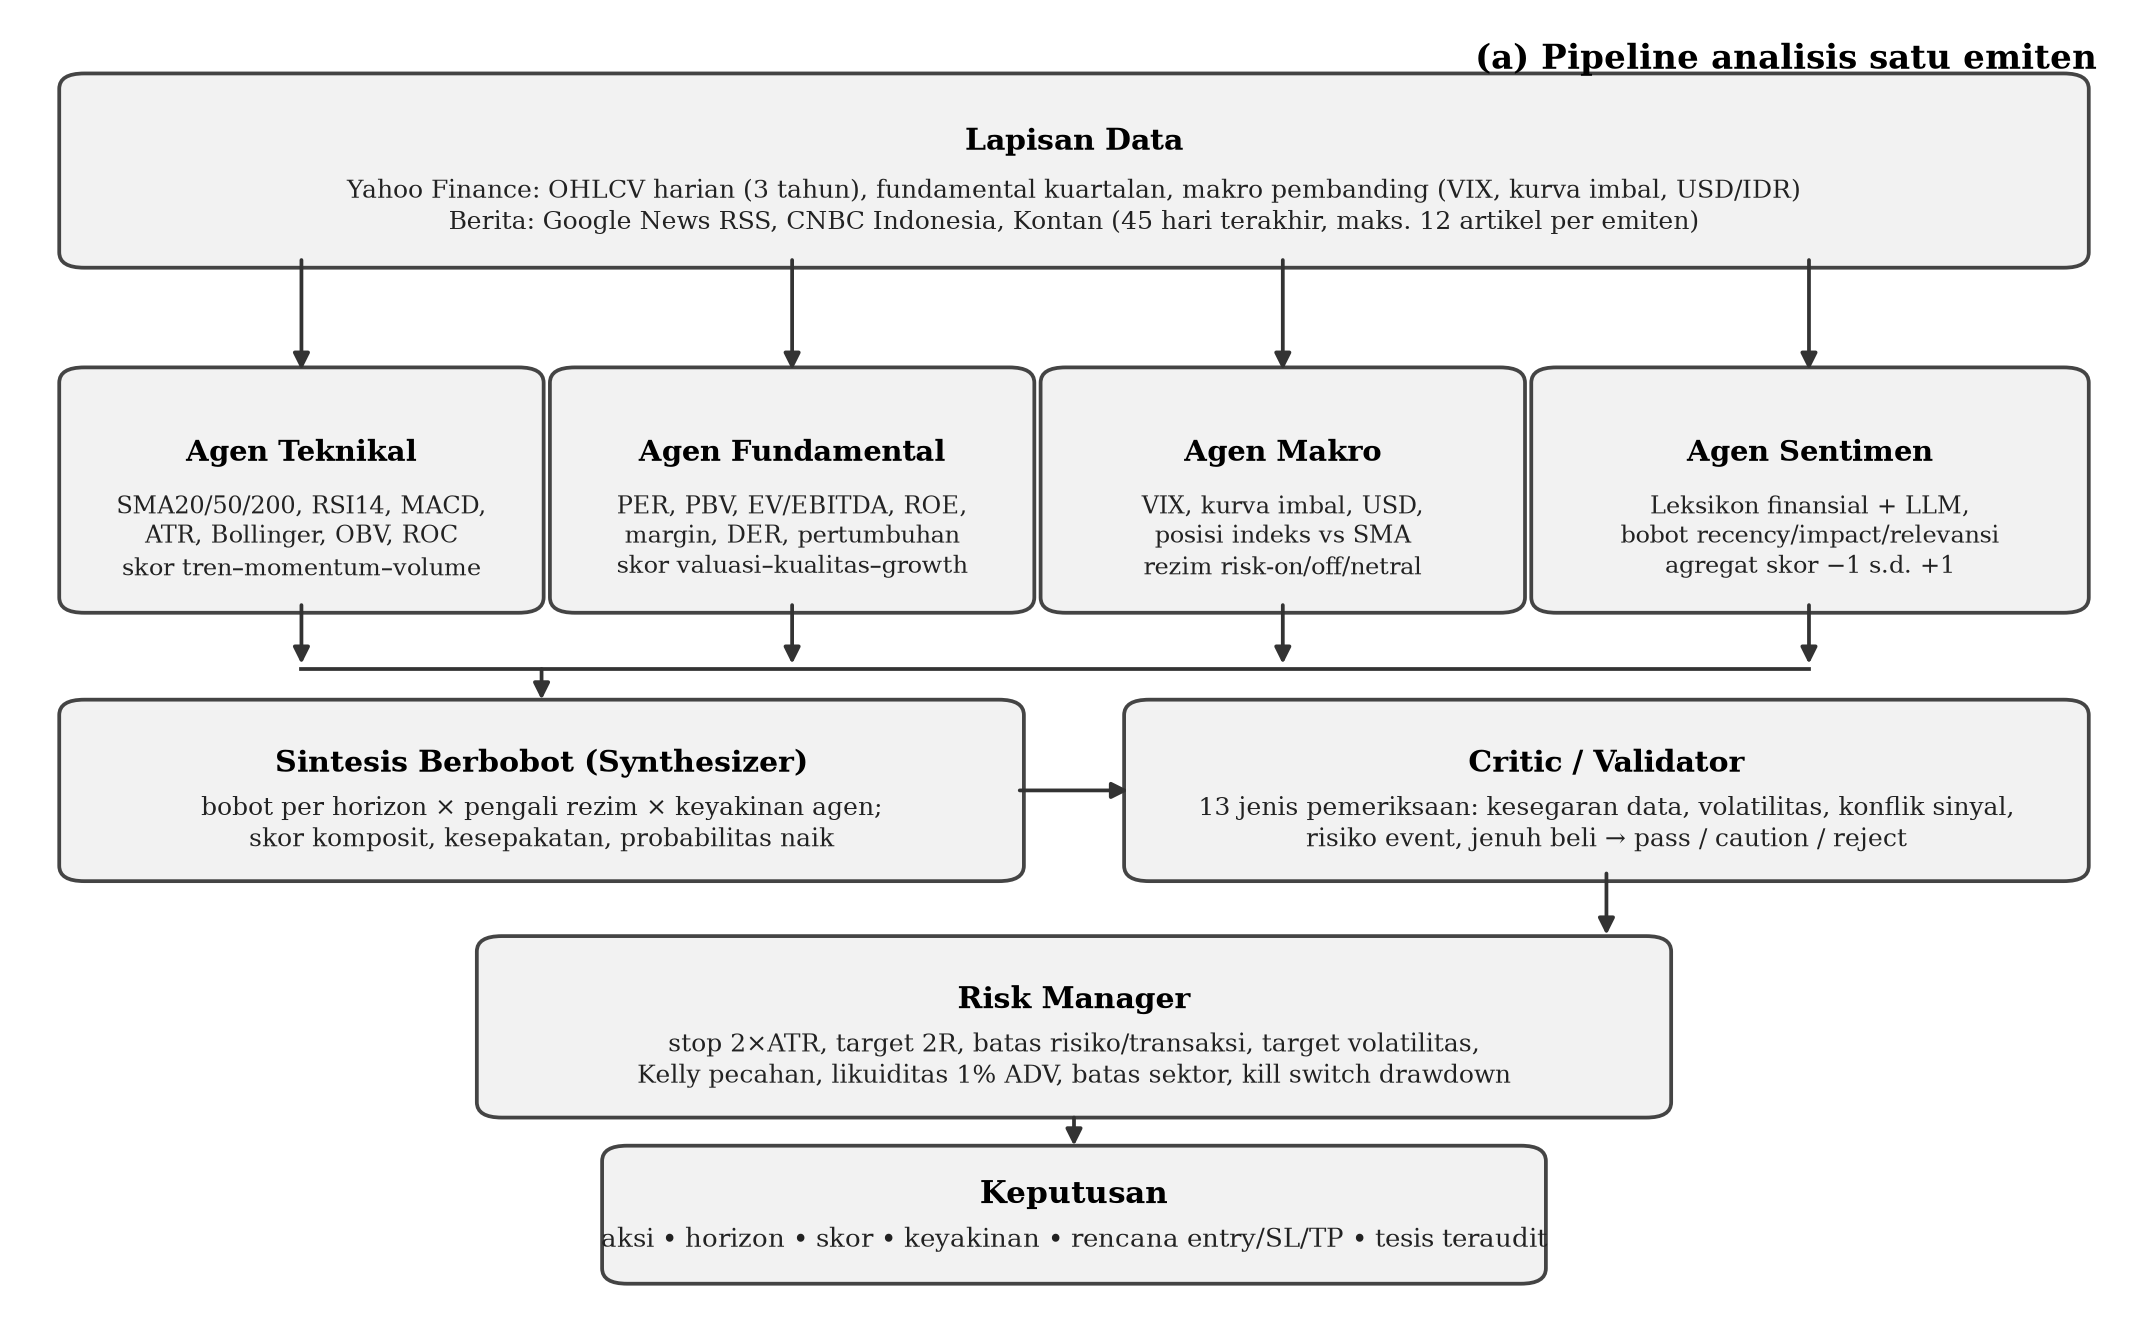 (a) Pipeline analisis satu emiten
Lapisan Data
Yahoo Finance: OHLCV harian (3 tahun), fundamental kuartalan, makro pembanding (VIX, kurva imbal, USD/IDR)
Berita: Google News RSS, CNBC Indonesia, Kontan (45 hari terakhir, maks. 12 artikel per emiten)
Agen Teknikal
SMA20/50/200, RSI14, MACD,
ATR, Bollinger, OBV, ROC
skor tren–momentum–volume
Agen Fundamental
PER, PBV, EV/EBITDA, ROE,
margin, DER, pertumbuhan
skor valuasi–kualitas–growth
Agen Makro
VIX, kurva imbal, USD,
posisi indeks vs SMA
rezim risk-on/off/netral
Agen Sentimen
Leksikon finansial + LLM,
bobot recency/impact/relevansi
agregat skor −1 s.d. +1
Sintesis Berbobot (Synthesizer)
bobot per horizon × pengali rezim × keyakinan agen;
skor komposit, kesepakatan, probabilitas naik
Critic / Validator
13 jenis pemeriksaan: kesegaran data, volatilitas, konflik sinyal,
risiko event, jenuh beli → pass / caution / reject
Risk Manager
stop 2×ATR, target 2R, batas risiko/transaksi, target volatilitas,
Kelly pecahan, likuiditas 1% ADV, batas sektor, kill switch drawdown
Keputusan
aksi • horizon • skor • keyakinan • rencana entry/SL/TP • tesis teraudit